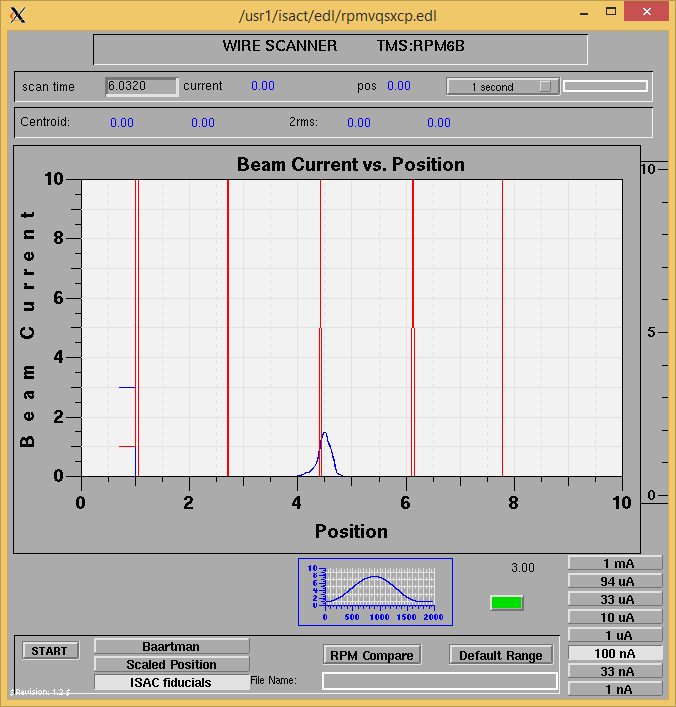 /usr1/isact/edl/rpmvqsxcp.edl
WIRE SCANNER TMS:RPM6B
scan time 6.0320 current 0.00 pos 0.00 1 second
Centroid: 0.00 0.00 2rms: 0.00 0.00
Beam Current vs. Position
Beam Current
10
8
6
4
2
0
0 2 4 6 8 10
Position
10
5
0
10
8
6
4
2
0
0 500 1000 1500 2000
3.00
1 mA
94 uA
33 uA
10 uA
1 uA
100 nA
33 nA
1 nA
START
Baartman
Scaled Position
ISAC fiducials
RPM Compare Default Range
File Name:
$Revision: 1.2 $